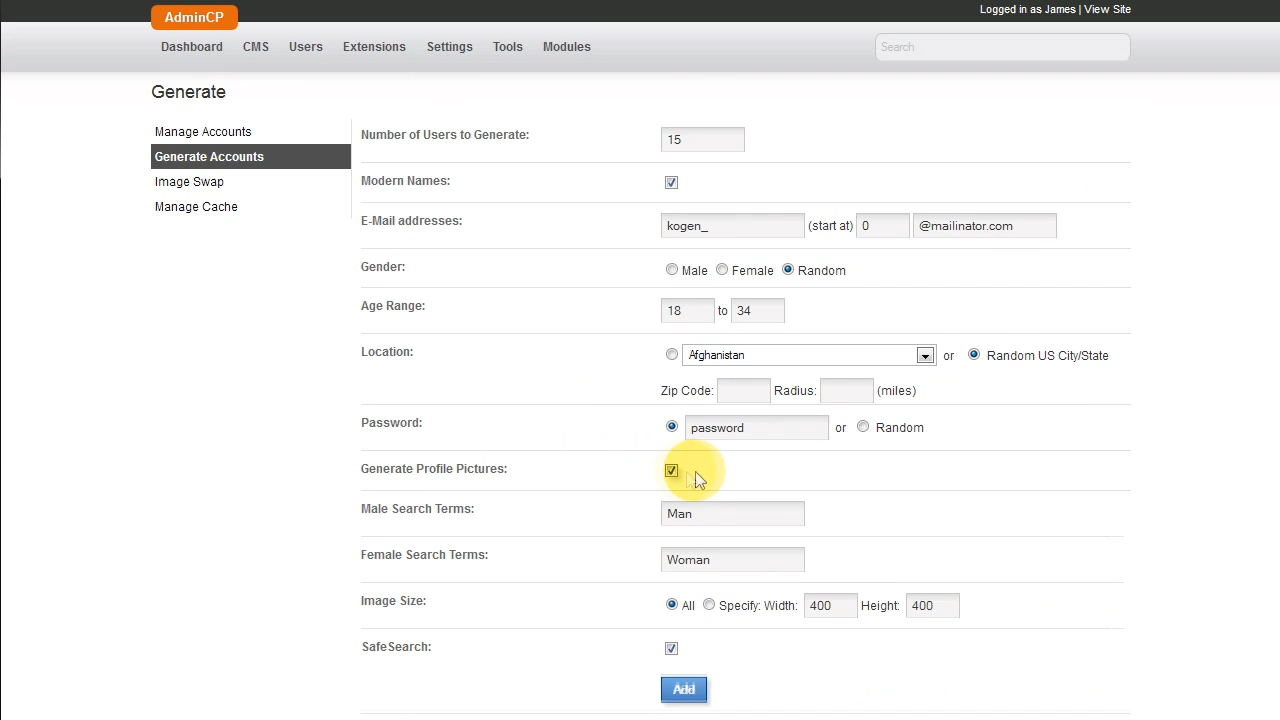 Logged in as James | View Site
AdminCP
Dashboard CMS Users Extensions Settings Tools Modules Search
Generate
Manage Accounts
Generate Accounts
Image Swap
Manage Cache
Number of Users to Generate: 15
Modern Names:
E-Mail addresses: kogen_ (start at) 0 @mailinator.com
Gender: Male Female Random
Age Range: 18 to 34
Location: Afghanistan or Random US City/State
Zip Code: Radius: (miles)
Password: password or Random
Generate Profile Pictures:
Male Search Terms: Man
Female Search Terms: Woman
Image Size: All Specify: Width: 400 Height: 400
SafeSearch:
Add